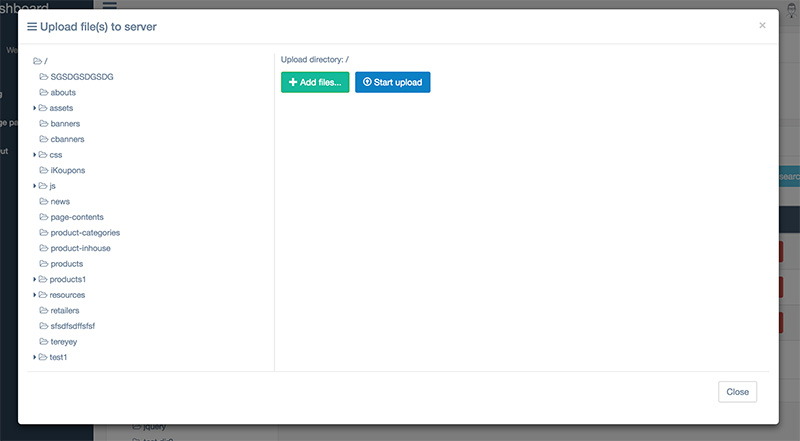 shboard
Upload file(s) to server
×
We
/
Upload directory: /
SGSDGSDGSDG
Add files...
Start upload
abouts
assets
banners
ge pa
cbanners
css
ut
iKoupons
js
searc
news
page-contents
product-categories
product-inhouse
products
products1
resources
retailers
sfsdfsdffsfsf
tereyey
test1
Close
jquery